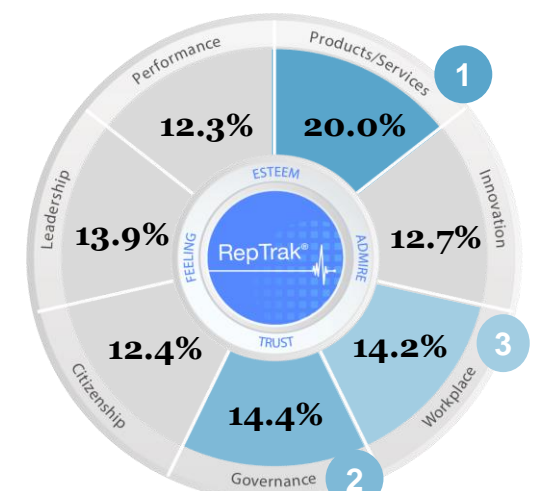 Products/Services
1
20.0%
Innovation
12.7%
Workplace
3
14.2%
Governance
2
14.4%
Citizenship
12.4%
Leadership
13.9%
Performance
12.3%
ESTEEM
ADMIRE
TRUST
FEELING
RepTrak®